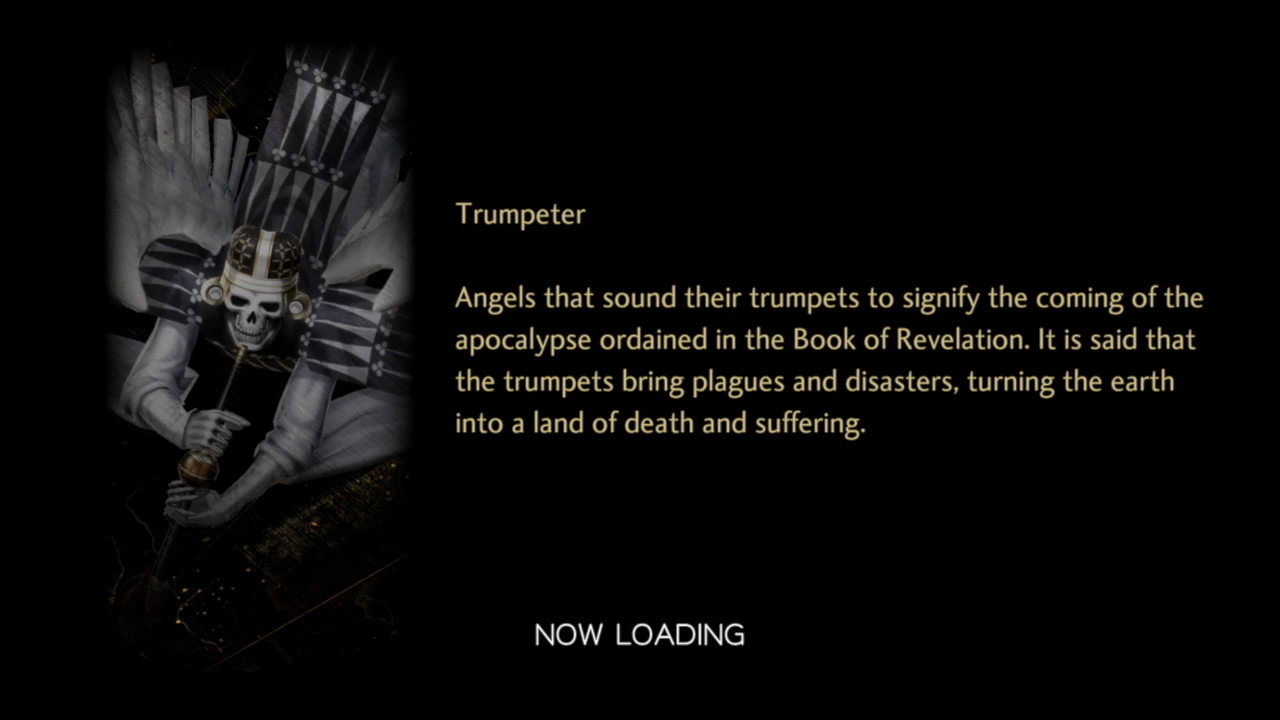 Trumpeter
Angels that sound their trumpets to signify the coming of the
apocalypse ordained in the Book of Revelation. It is said that
the trumpets bring plagues and disasters, turning the earth
into a land of death and suffering.
NOW LOADING